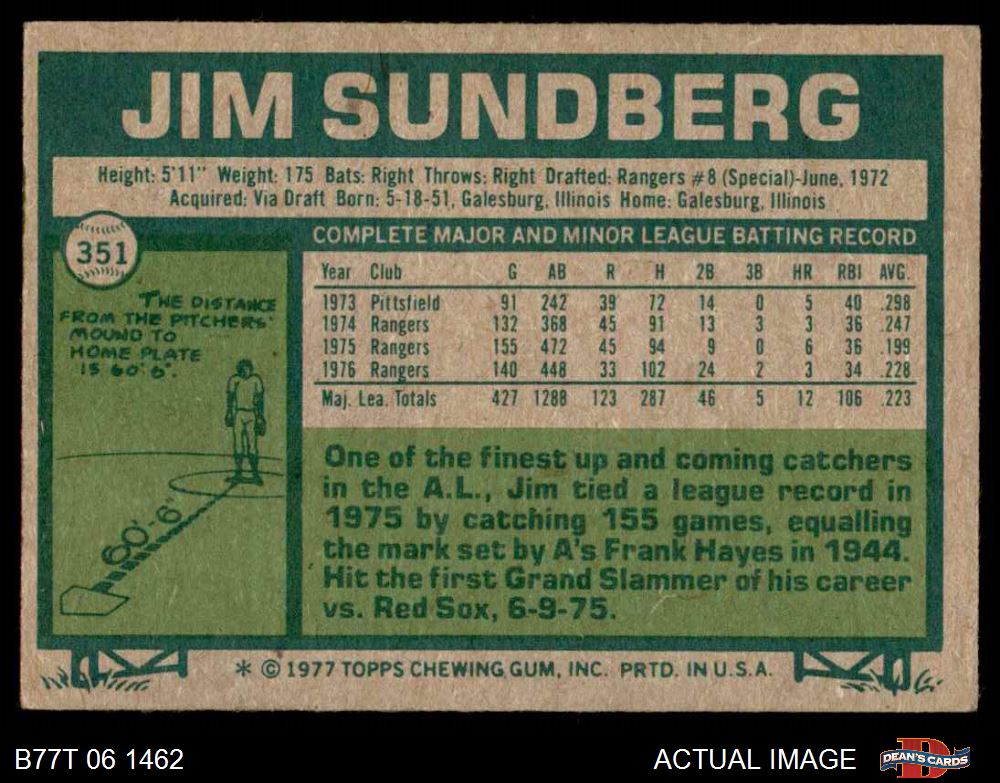 JIM SUNDBERG
Height: 5'11" Weight: 175 Bats: Right Throws: Right Drafted: Rangers #8 (Special)-June, 1972
Acquired: Via Draft Born: 5-18-51, Galesburg, Illinois Home: Galesburg, Illinois
351
THE DISTANCE
FROM THE PITCHERS'
MOUND TO
HOME PLATE
IS 60' 6".
60'-6"
COMPLETE MAJOR AND MINOR LEAGUE BATTING RECORD
Year Club G AB R H 2B 3B HR RBI AVG.
1973 Pittsfield 91 242 39 72 14 0 5 40 .298
1974 Rangers 132 368 45 91 13 3 3 36 .247
1975 Rangers 155 472 45 94 9 0 6 36 .199
1976 Rangers 140 448 33 102 24 2 3 34 .228
Maj. Lea. Totals 427 1288 123 287 46 5 12 106 .223
One of the finest up and coming catchers
in the A.L., Jim tied a league record in
1975 by catching 155 games, equalling
the mark set by A's Frank Hayes in 1944.
Hit the first Grand Slammer of his career
vs. Red Sox, 6-9-75.
* © 1977 TOPPS CHEWING GUM, INC. PRTD. IN U.S.A.
B77T 06 1462
ACTUAL IMAGE
DEAN'S CARDS